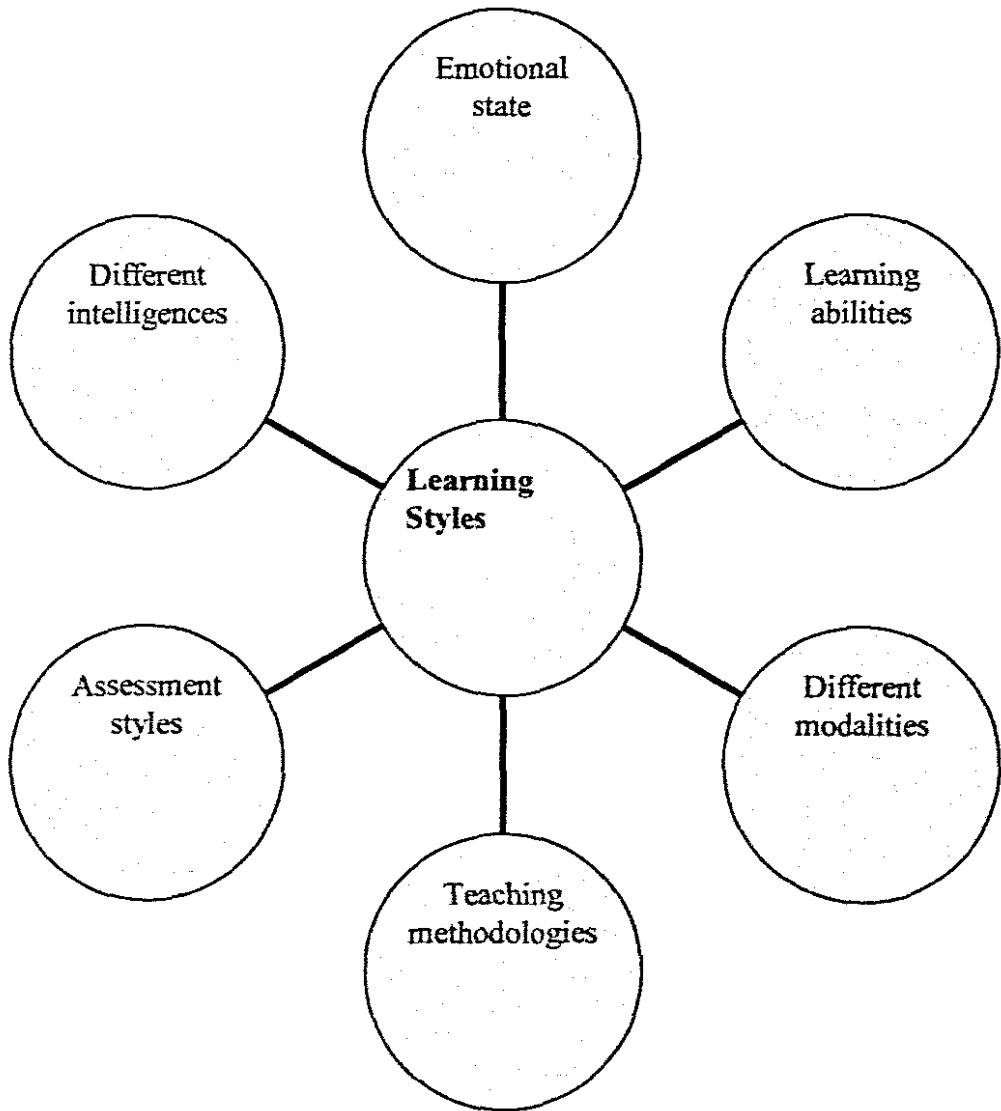 Emotional
state
Different
intelligences
Learning
abilities
Learning
Styles
Assessment
styles
Different
modalities
Teaching
methodologies